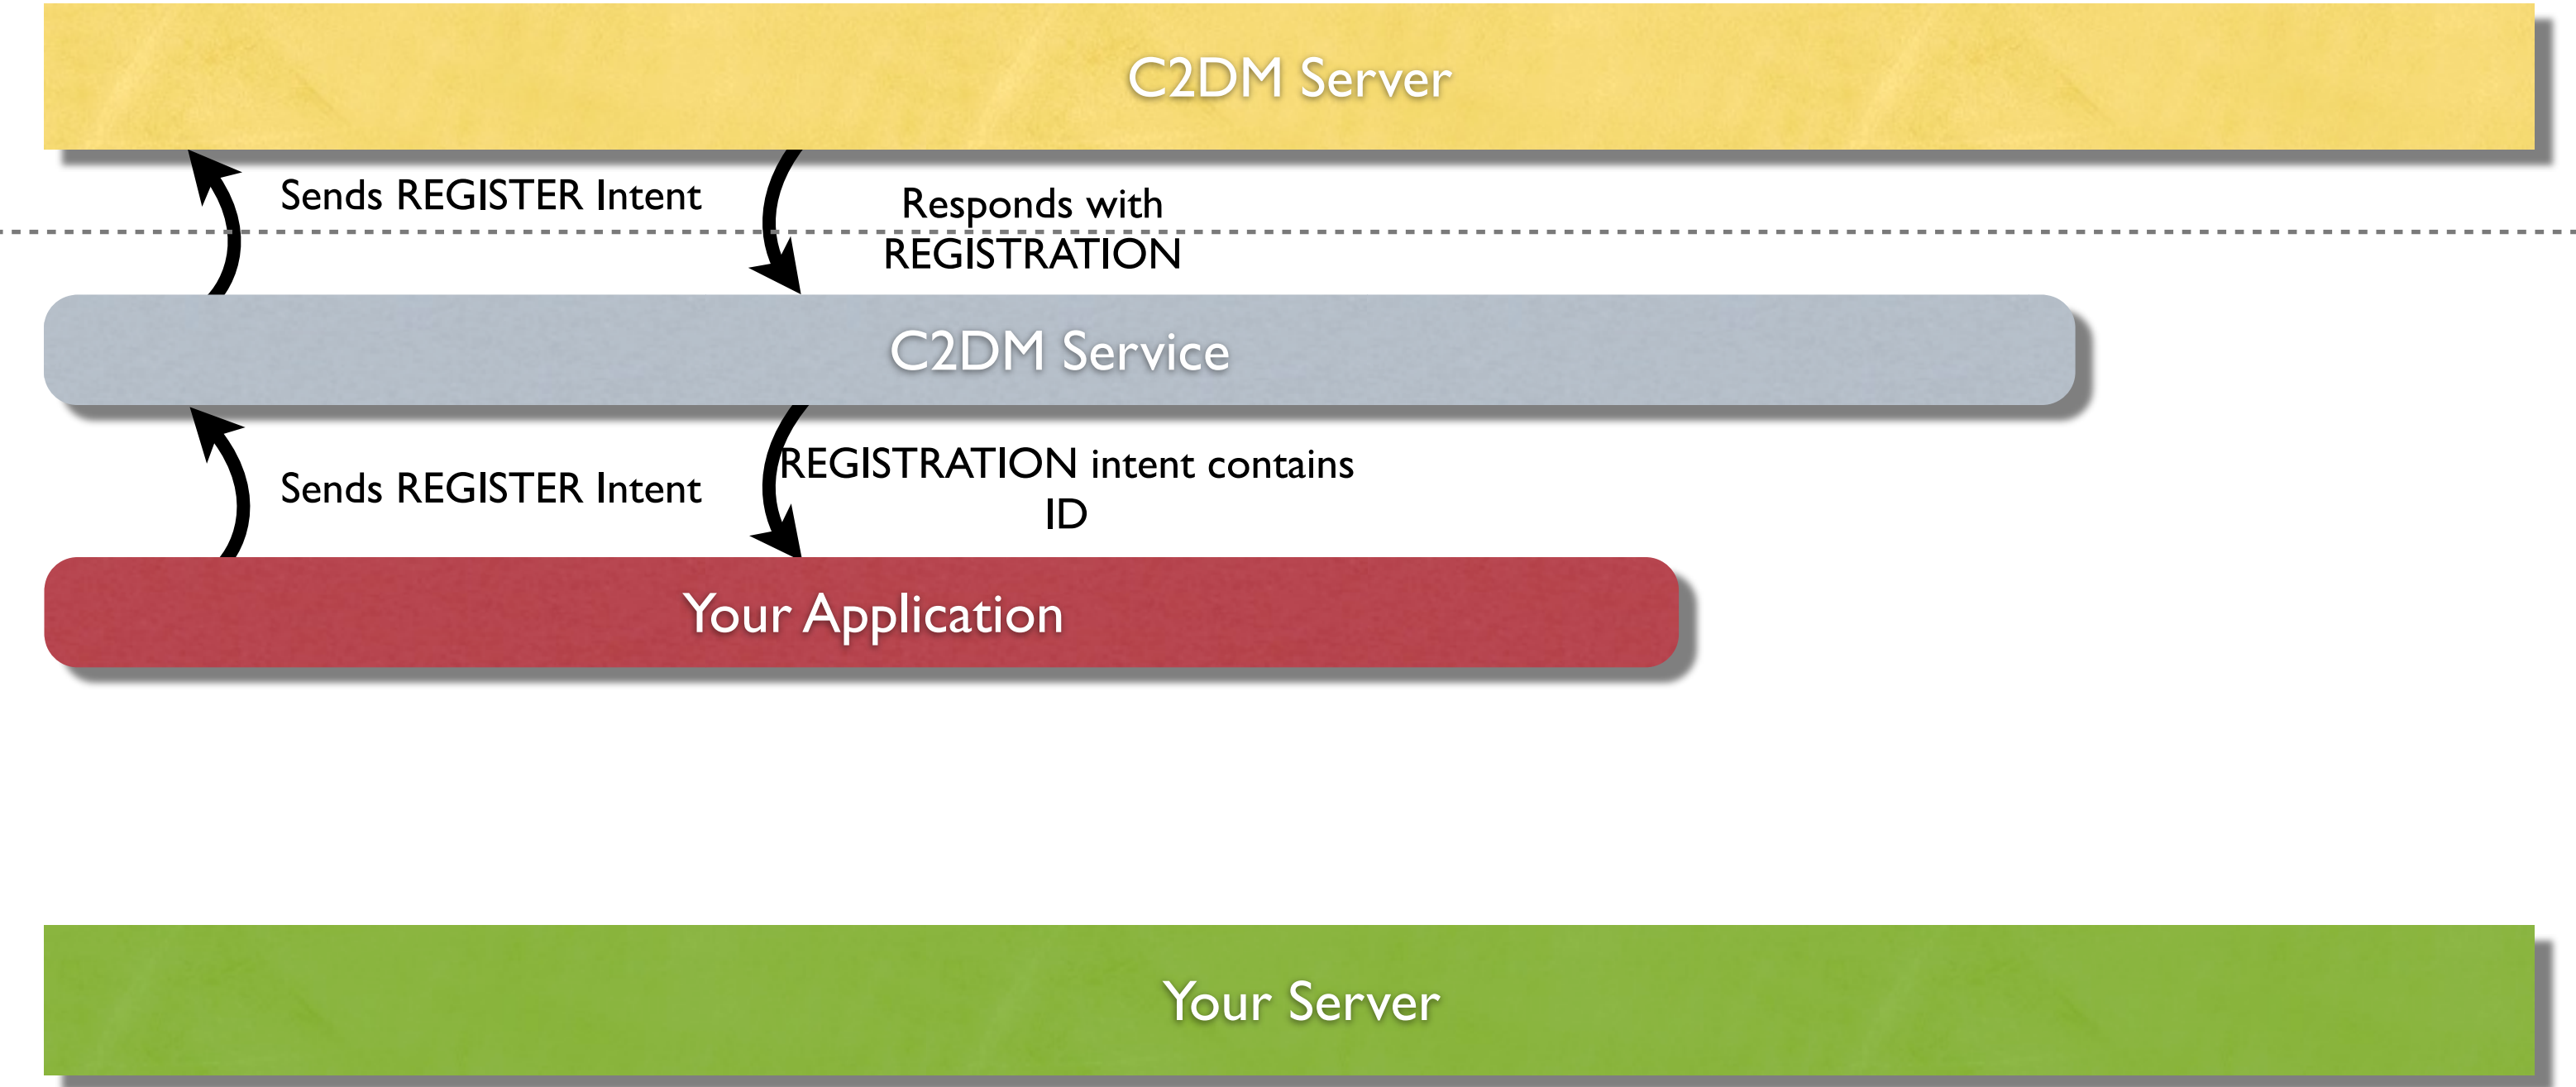 C2DM Server
Sends REGISTER Intent
Responds with
REGISTRATION
C2DM Service
Sends REGISTER Intent
REGISTRATION intent contains
ID
Your Application
Your Server